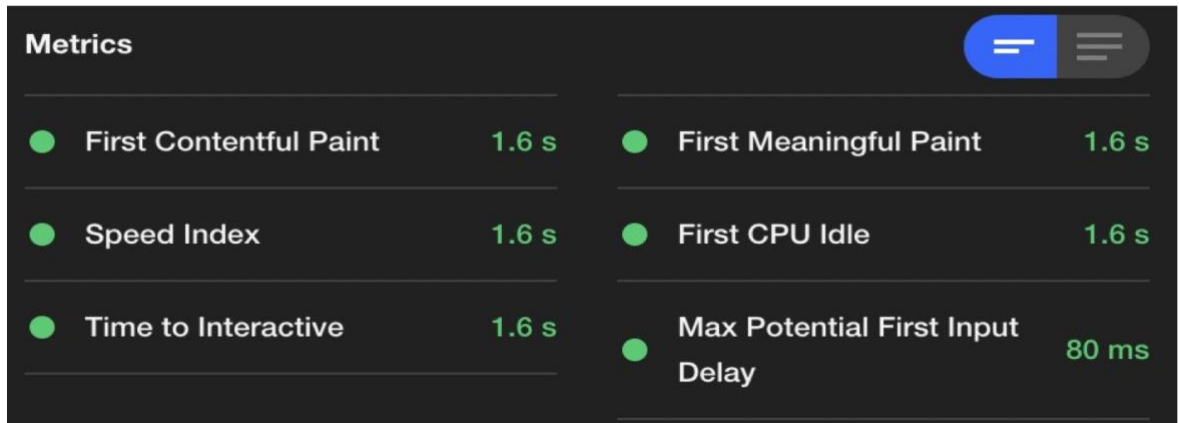 Metrics
First Contentful Paint 1.6 s
First Meaningful Paint 1.6 s
Speed Index 1.6 s
First CPU Idle 1.6 s
Time to Interactive 1.6 s
Max Potential First Input
Delay 80 ms